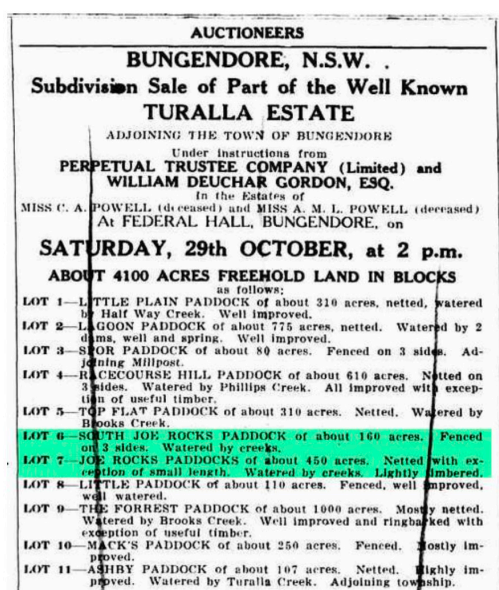 AUCTIONEERS
BUNGENDORE, N.S.W. .
Subdivision Sale of Part of the Well Known
TURALLA ESTATE
ADJOINING THE TOWN OF BUNGENDORE
Under instructions from
PERPETUAL TRUSTEE COMPANY (Limited) and
WILLIAM DEUCHAR GORDON, ESQ.
In the Estates of
MISS C. A. POWELL (deceased) and MISS A. M. L. POWELL (deceased)
At FEDERAL HALL, BUNGENDORE, on
SATURDAY, 29th OCTOBER, at 2 p.m.
ABOUT 4100 ACRES FREEHOLD LAND IN BLOCKS
as follows:
LOT 1—LITTLE PLAIN PADDOCK of about 310 acres, netted, watered
by Half Way Creek. Well improved.
LOT 2—LAGOON PADDOCK of about 775 acres, netted. Watered by 2
dams, well and spring. Well improved.
LOT 3—SPOR PADDOCK of about 80 acres. Fenced on 3 sides. Ad-
joining Millpost.
LOT 4—RACECOURSE HILL PADDOCK of about 610 acres. Netted on
3 sides. Watered by Phillips Creek. All improved with excep-
tion of useful timber.
LOT 5—TOP FLAT PADDOCK of about 310 acres. Netted. Watered by
Brooks Creek.
LOT 6—SOUTH JOE ROCKS PADDOCK of about 160 acres. Fenced
on 3 sides. Watered by creeks.
LOT 7—JOE ROCKS PADDOCKS of about 450 acres. Netted with ex-
ception of small length. Watered by creeks. Lightly timbered.
LOT 8—LITTLE PADDOCK of about 110 acres. Fenced, well improved,
well watered.
LOT 9—THE FORREST PADDOCK of about 1000 acres. Mostly netted.
Watered by Brooks Creek. Well improved and ringbarked with
exception of useful timber.
LOT 10—MACK'S PADDOCK of about 250 acres. Fenced. Mostly im-
proved.
LOT 11—ASHBY PADDOCK of about 107 acres. Netted. Highly im-
proved. Watered by Turalla Creek. Adjoining township.